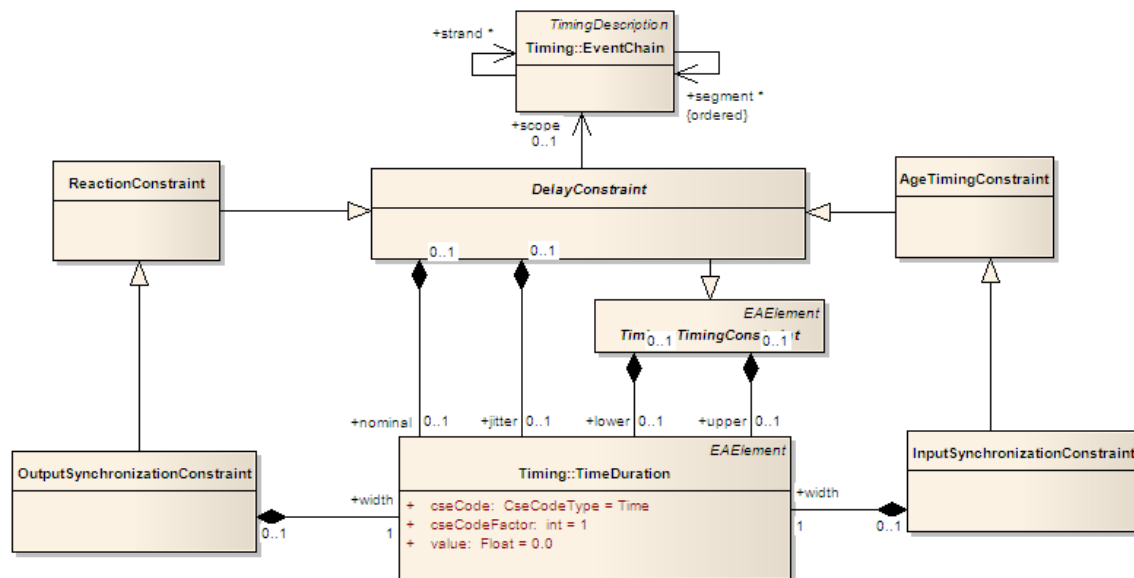 TimingDescription
Timing::EventChain
+strand *
+segment *
{ordered}
+scope
0..1
ReactionConstraint
DelayConstraint
AgeTimingConstraint
0..1
0..1
EAElement
0..1
0..1
+nominal 0..1
+jitter 0..1
+lower 0..1
+upper 0..1
OutputSynchronizationConstraint
EAElement
Timing::TimeDuration
InputSynchronizationConstraint
+ cseCode: CseCodeType = Time
+ cseCodeFactor: int = 1
+ value: Float = 0.0
+width
0..1
1
+width
1
0..1